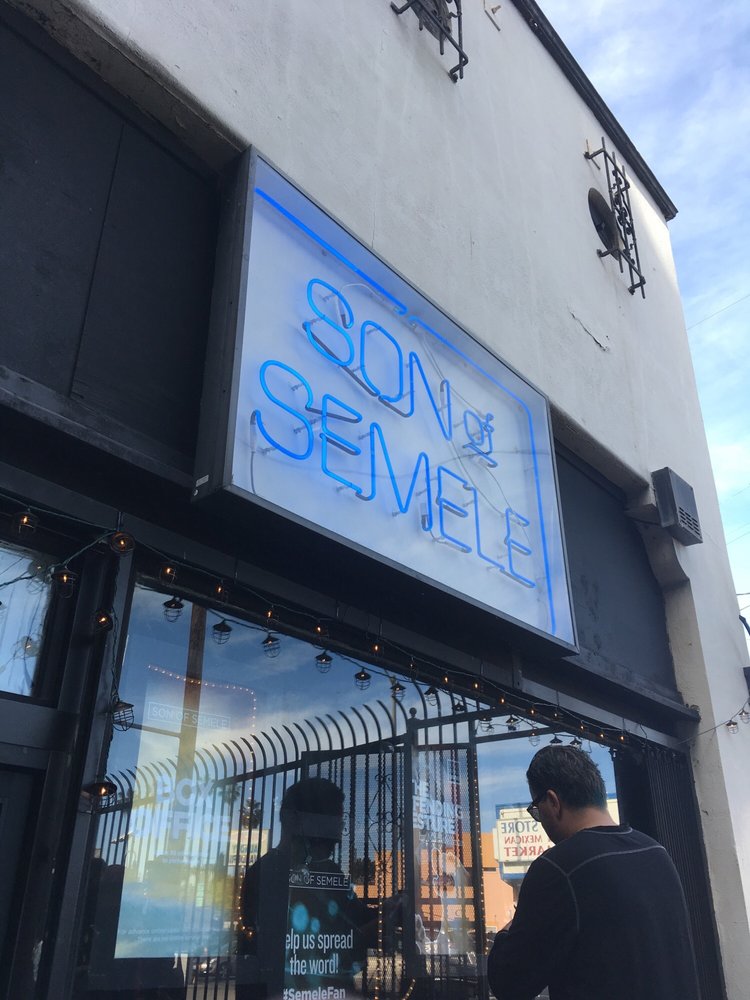 SON OF
SEMELE
SON OF SEMELE
BOX
OFFICE
SON OF SEMELE
elp us spread
the word!
#SemeleFan
STORE
MEXICAN
ARKET